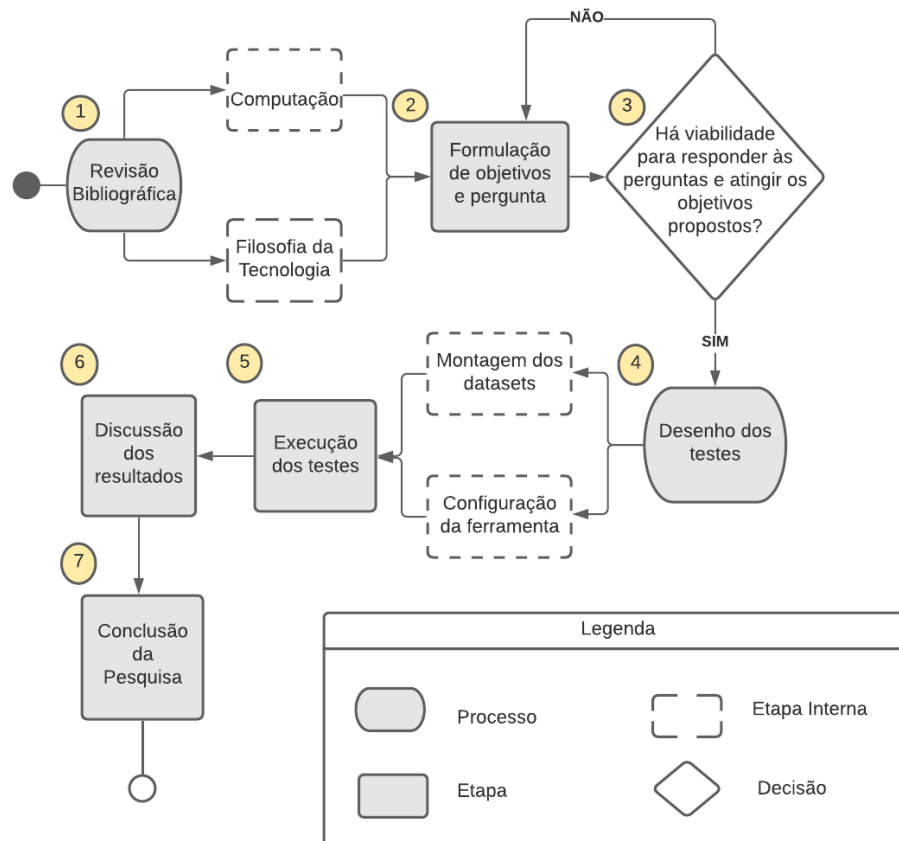 NÃO
1
Computação
2
3
Revisão
Bibliográfica
Formulação
de objetivos
e pergunta
Há viabilidade
para responder às
perguntas e atingir os
objetivos
propostos?
Filosofia da
Tecnologia
SIM
6
5
Montagem dos
datasets
4
Discussão
dos
resultados
Execução
dos testes
Desenho dos
testes
Configuração
da ferramenta
7
Conclusão
da
Pesquisa
Legenda
Processo
Etapa Interna
Etapa
Decisão